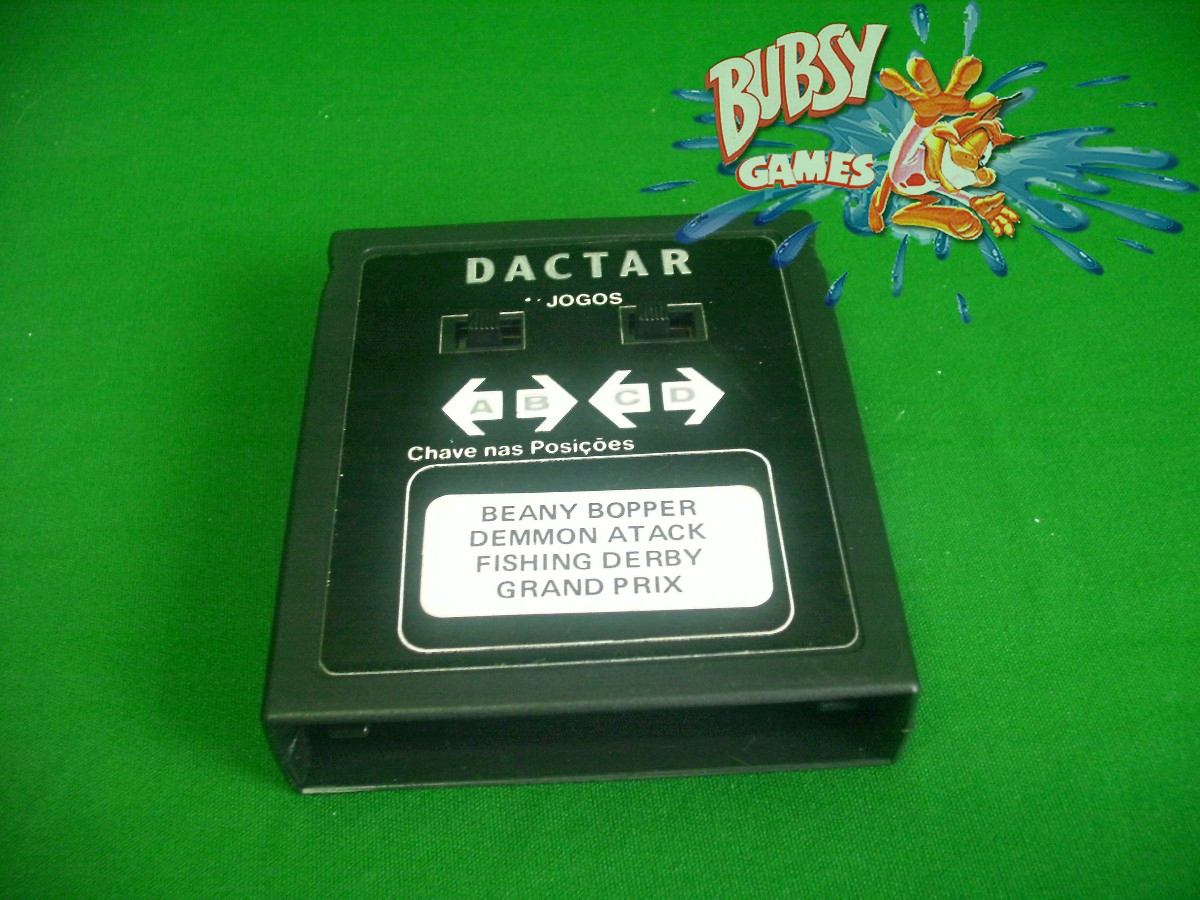 BUBSY
GAMES
DACTAR
JOGOS
A B C D
Chave nas Posições
BEANY BOPPER
DEMMON ATACK
FISHING DERBY
GRAND PRIX